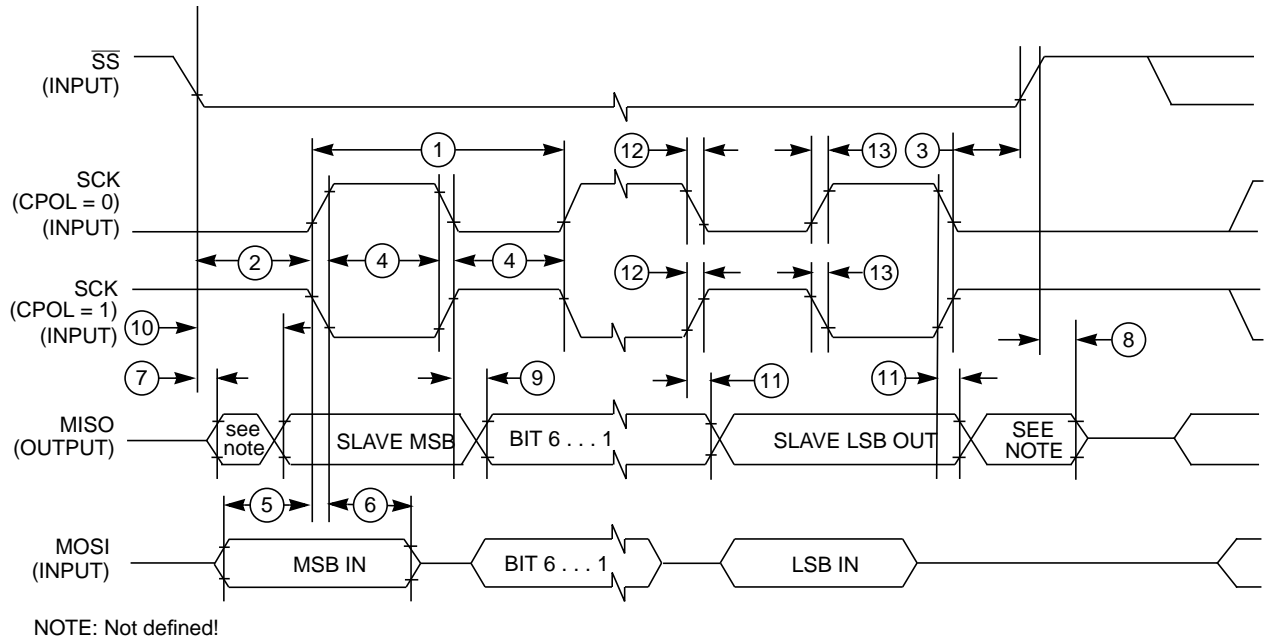 SS
(INPUT)
1
12
13
3
SCK
(CPOL = 0)
(INPUT)
2
4
4
12
13
SCK
(CPOL = 1)
(INPUT)
10
8
7
9
11
11
MISO
(OUTPUT)
see
note
SLAVE MSB
BIT 6 . . . 1
SLAVE LSB OUT
SEE
NOTE
5
6
MOSI
(INPUT)
MSB IN
BIT 6 . . . 1
LSB IN
NOTE: Not defined!